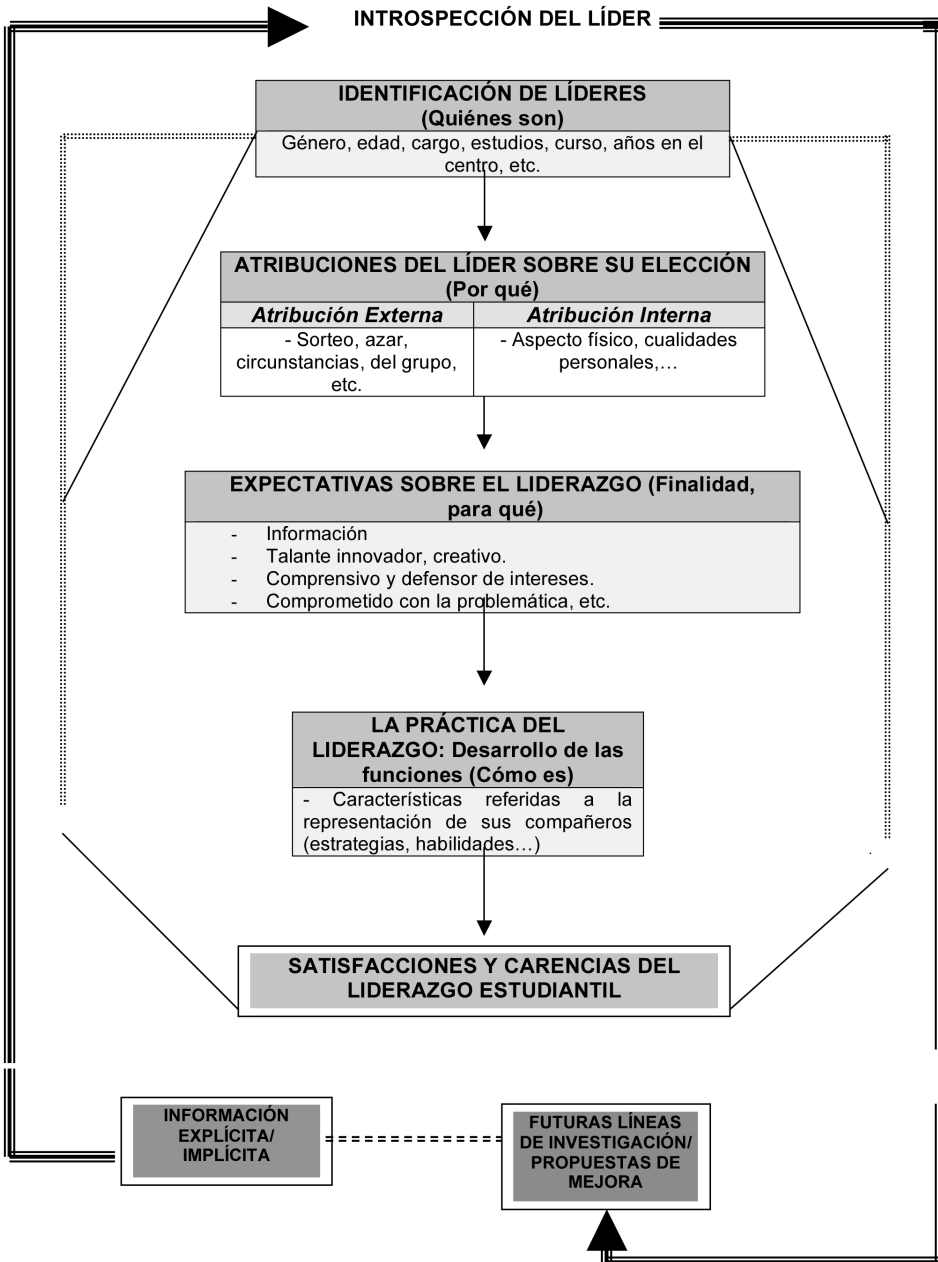 INTROSPECCIÓN DEL LÍDER
IDENTIFICACIÓN DE LÍDERES
(Quiénes son)
Género, edad, cargo, estudios, curso, años en el
centro, etc.
ATRIBUCIONES DEL LÍDER SOBRE SU ELECCIÓN
(Por qué)
Atribución Externa
- Sorteo, azar,
circunstancias, del grupo,
etc.
Atribución Interna
- Aspecto físico, cualidades
personales,…
EXPECTATIVAS SOBRE EL LIDERAZGO (Finalidad,
para qué)
- Información
- Talante innovador, creativo.
- Comprensivo y defensor de intereses.
- Comprometido con la problemática, etc.
LA PRÁCTICA DEL
LIDERAZGO: Desarrollo de las
funciones (Cómo es)
- Características referidas a la
representación de sus compañeros
(estrategias, habilidades…)
SATISFACCIONES Y CARENCIAS DEL
LIDERAZGO ESTUDIANTIL
INFORMACIÓN
EXPLÍCITA/
IMPLÍCITA
FUTURAS LÍNEAS
DE INVESTIGACIÓN/
PROPUESTAS DE
MEJORA